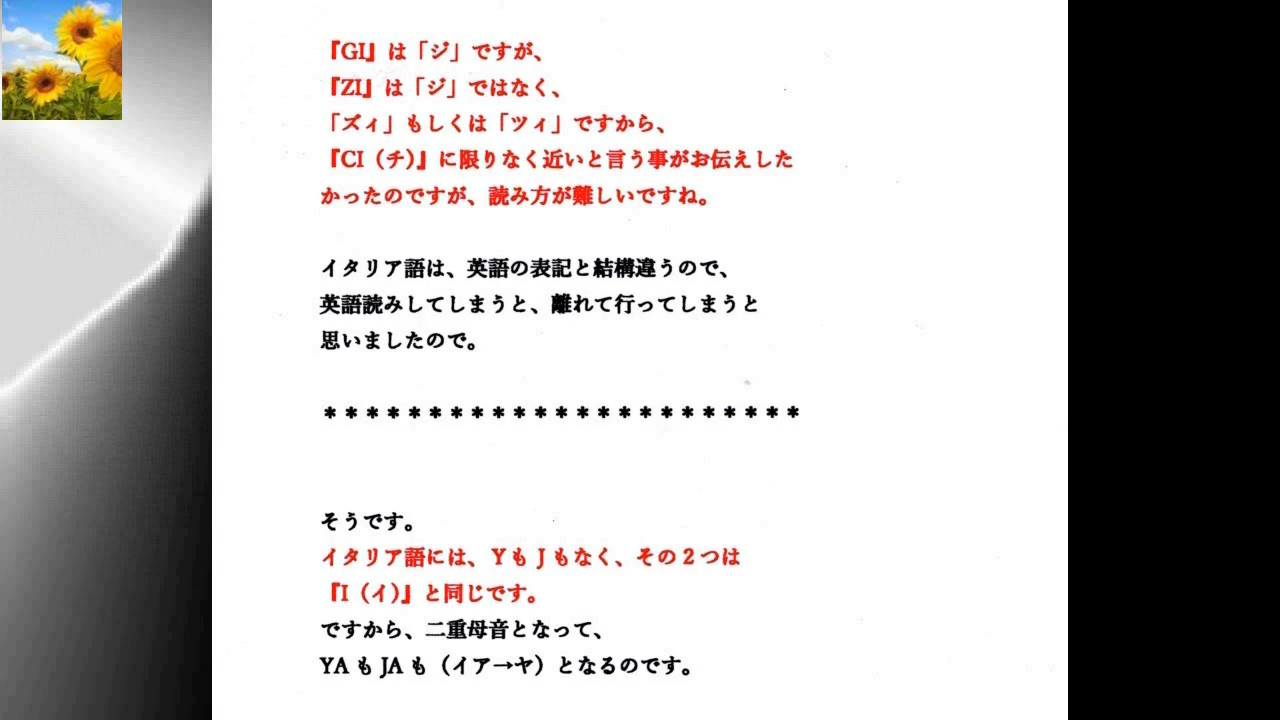 『GI』は「ジ」ですが、
『ZI』は「ジ」ではなく、
「ズィ」もしくは「ツィ」ですから、
『CI（チ）』に限りなく近いと言う事がお伝えした
かったのですが、読み方が難しいですね。
イタリア語は、英語の表記と結構違うので、
英語読みしてしまうと、離れて行ってしまうと
思いましたので。
＊＊＊＊＊＊＊＊＊＊＊＊＊＊＊＊＊＊＊＊＊＊＊
そうです。
イタリア語には、ＹもＪもなく、その２つは
『I（イ）』と同じです。
ですから、二重母音となって、
YA も JA も（イア→ヤ）となるのです。